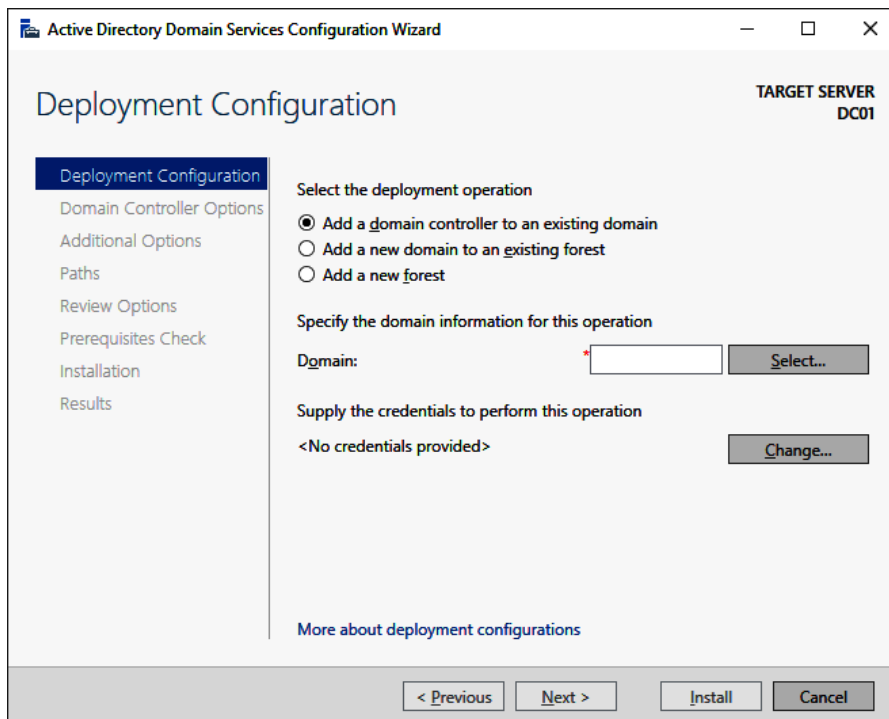 Active Directory Domain Services Configuration Wizard
Deployment Configuration
TARGET SERVER
DC01
Deployment Configuration
Domain Controller Options
Additional Options
Paths
Review Options
Prerequisites Check
Installation
Results
Select the deployment operation
Add a domain controller to an existing domain
Add a new domain to an existing forest
Add a new forest
Specify the domain information for this operation
Domain: * Select...
Supply the credentials to perform this operation
<No credentials provided> Change...
More about deployment configurations
< Previous Next > Install Cancel